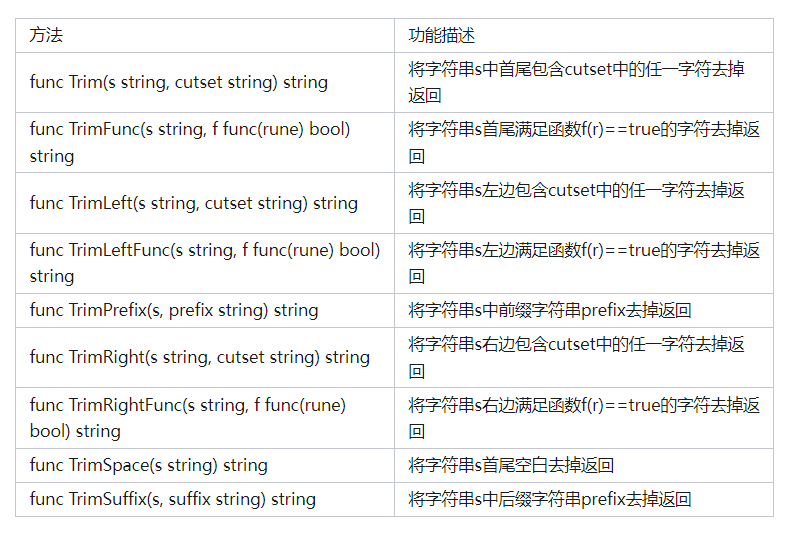 方法
功能描述
func Trim(s string, cutset string) string
将字符串s中首尾包含cutset中的任一字符去掉
返回
func TrimFunc(s string, f func(rune) bool)
string
将字符串s首尾满足函数f(r)==true的字符去掉返
回
func TrimLeft(s string, cutset string) string
将字符串s左边包含cutset中的任一字符去掉返
回
func TrimLeftFunc(s string, f func(rune) bool)
string
将字符串s左边满足函数f(r)==true的字符去掉返
回
func TrimPrefix(s, prefix string) string
将字符串s中前缀字符串prefix去掉返回
func TrimRight(s string, cutset string) string
将字符串s右边包含cutset中的任一字符去掉返
回
func TrimRightFunc(s string, f func(rune)
bool) string
将字符串s右边满足函数f(r)==true的字符去掉返
回
func TrimSpace(s string) string
将字符串s首尾空白去掉返回
func TrimSuffix(s, suffix string) string
将字符串s中后缀字符串prefix去掉返回